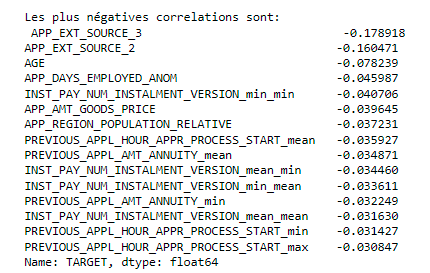 Les plus négatives correlations sont:
APP_EXT_SOURCE_3 -0.178918
APP_EXT_SOURCE_2 -0.160471
AGE -0.078239
APP_DAYS_EMPLOYED_ANOM -0.045987
INST_PAY_NUM_INSTALMENT_VERSION_min_min -0.040706
APP_AMT_GOODS_PRICE -0.039645
APP_REGION_POPULATION_RELATIVE -0.037231
PREVIOUS_APPL_HOUR_APPR_PROCESS_START_mean -0.035927
PREVIOUS_APPL_AMT_ANNUITY_mean -0.034871
INST_PAY_NUM_INSTALMENT_VERSION_mean_min -0.034460
INST_PAY_NUM_INSTALMENT_VERSION_min_mean -0.033611
PREVIOUS_APPL_AMT_ANNUITY_min -0.032249
INST_PAY_NUM_INSTALMENT_VERSION_mean_mean -0.031630
PREVIOUS_APPL_HOUR_APPR_PROCESS_START_min -0.031427
PREVIOUS_APPL_HOUR_APPR_PROCESS_START_max -0.030847
Name: TARGET, dtype: float64